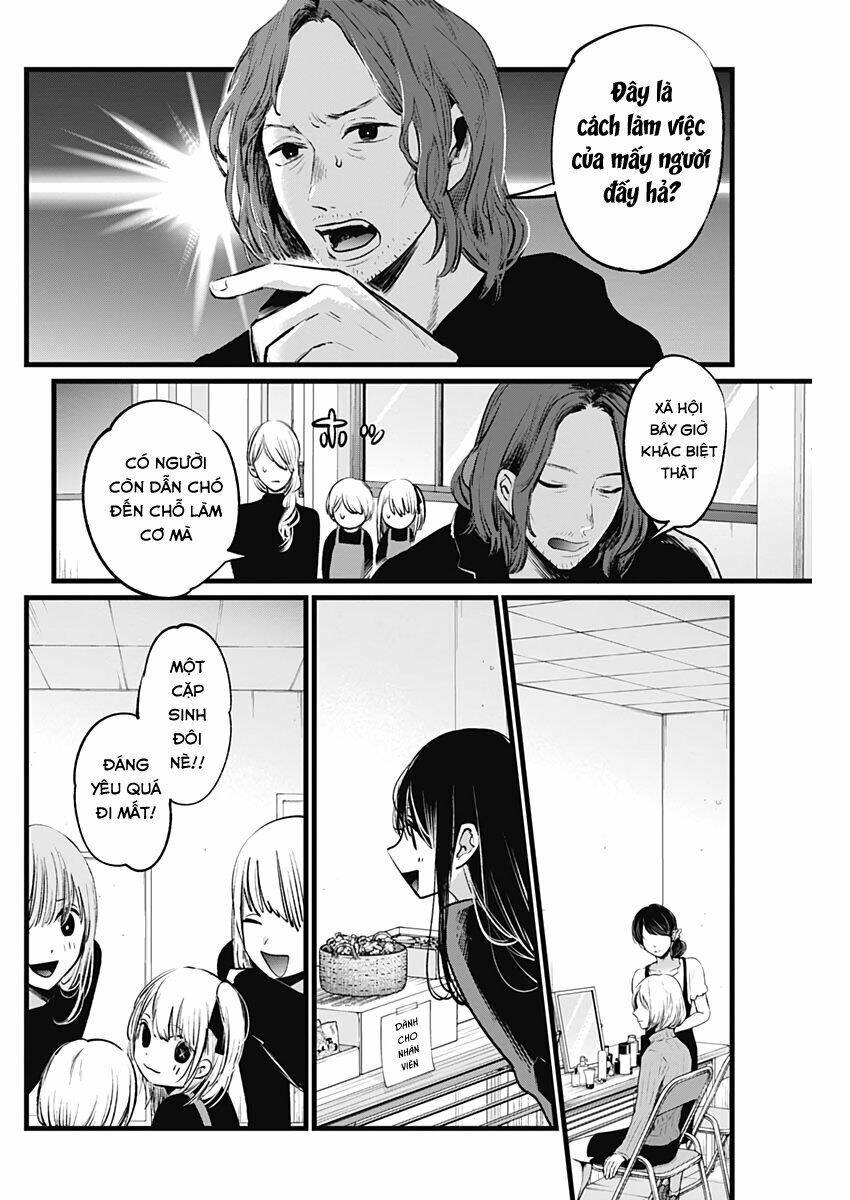 Đây là
cách làm việc
của mấy người
đấy hả?
XÃ HỘI
BÂY GIỜ
KHÁC BIỆT
THẬT
CÓ NGƯỜI
CÒN DẪN CHÓ
ĐẾN CHỖ LÀM
CƠ MÀ
DÀNH
CHO
NHÂN
VIÊN
MỘT
CẶP
SINH
ĐÔI
NÈ!!
ĐÁNG
YÊU QUÁ
ĐI MẤT!